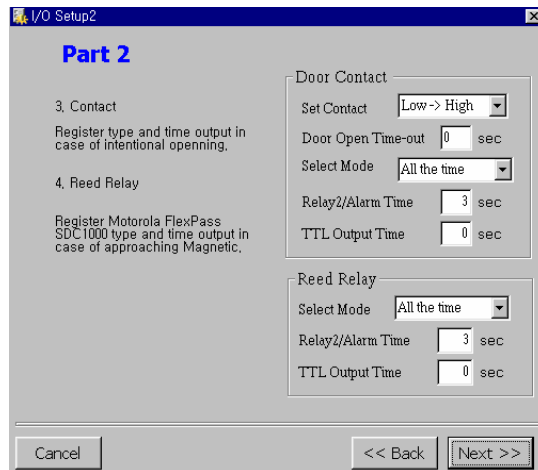 I/O Setup2
Part 2
3. Contact
Register type and time output in
case of intentional openning.
4. Reed Relay
Register Motorola FlexPass
SDC1000 type and time output in
case of approaching Magnetic.
Door Contact
Set Contact Low-> High
Door Open Time-out 0 sec
Select Mode All the time
Relay2/Alarm Time 3 sec
TTL Output Time 0 sec
Reed Relay
Select Mode All the time
Relay2/Alarm Time 3 sec
TTL Output Time 0 sec
Cancel << Back Next >>